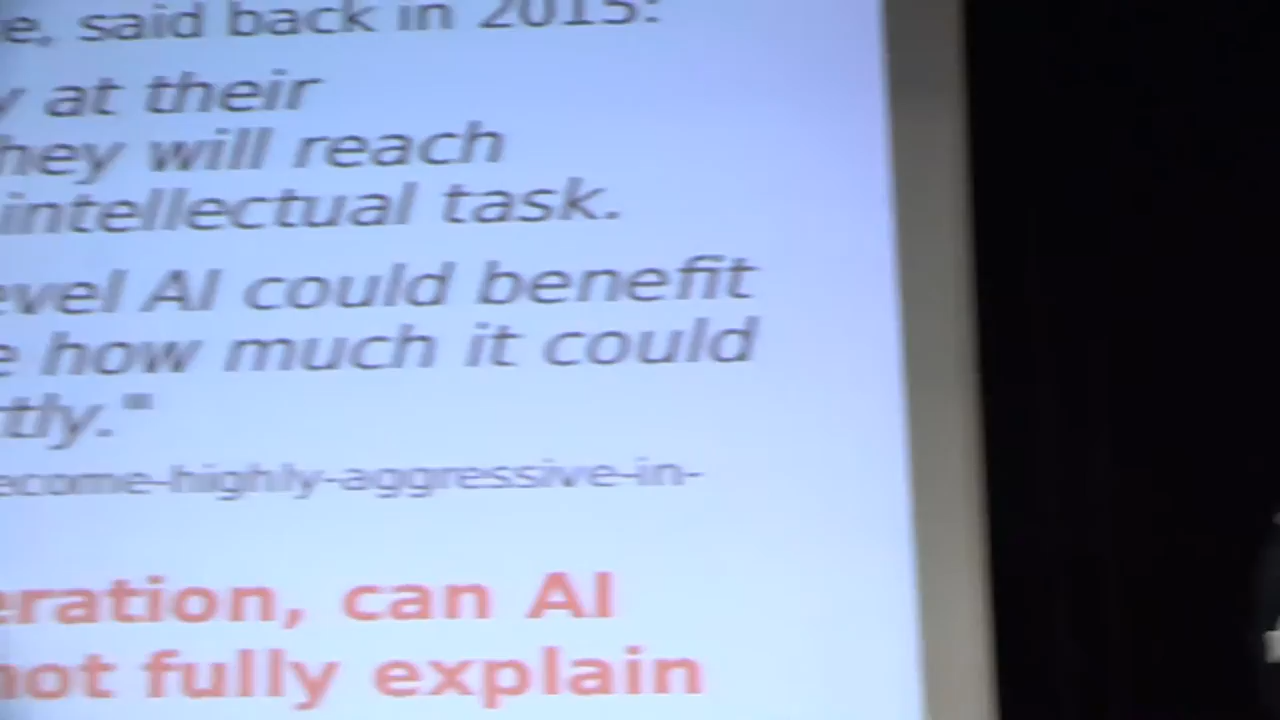 e, said back in 2015:
y at their
hey will reach
intellectual task.
evel AI could benefit
e how much it could
tly."
ecome-highly-aggressive-in-
eration, can AI
not fully explain